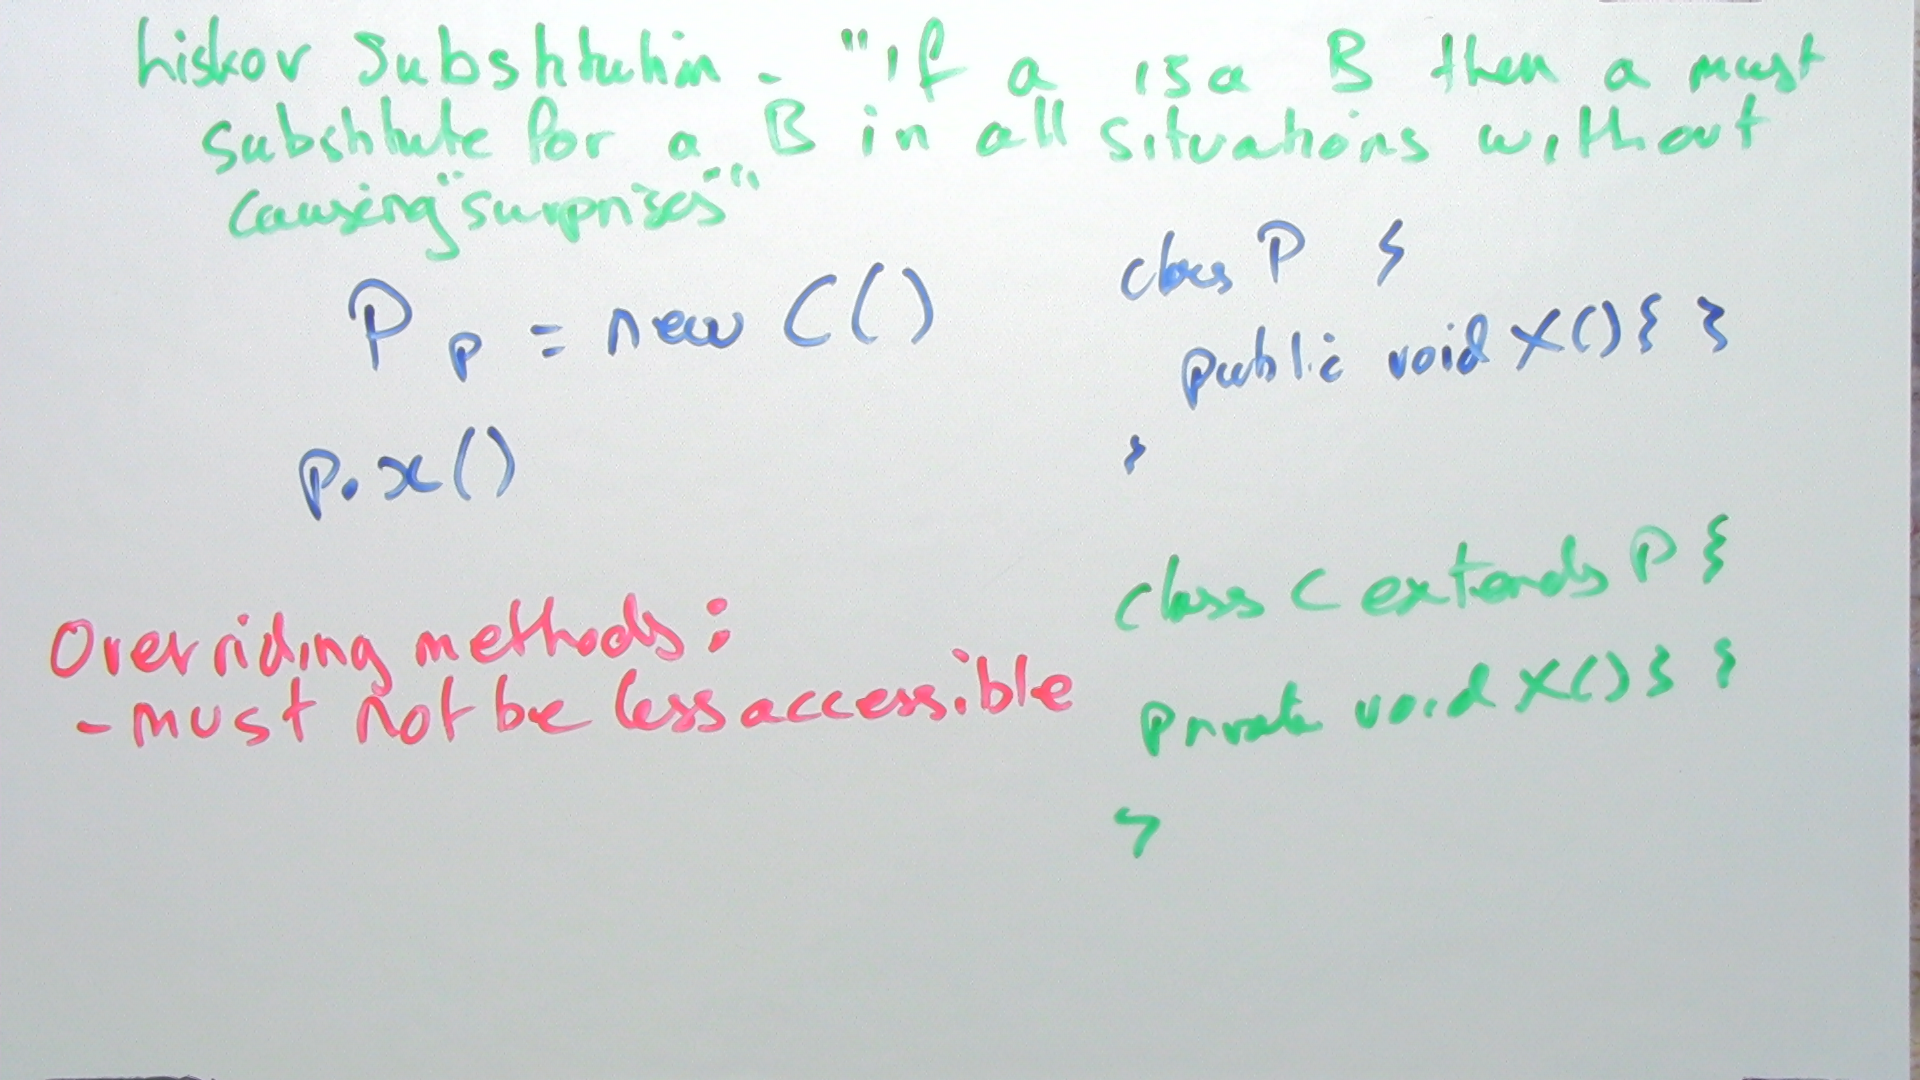 Liskov Substitution - "if a is a B then a must
substitute for a B in all situations without
causing "surprises""
P p = new C()
p.x()
class P {
public void X(){ }
}
class C extends P {
private void X(){ }
}
Overriding methods:
- must not be less accessible